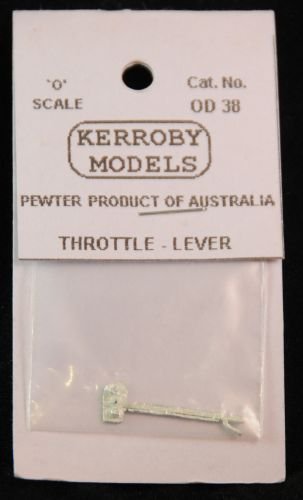 'O'
SCALE
Cat. No.
OD 38
KERROBY
MODELS
PEWTER PRODUCT OF AUSTRALIA
THROTTLE - LEVER